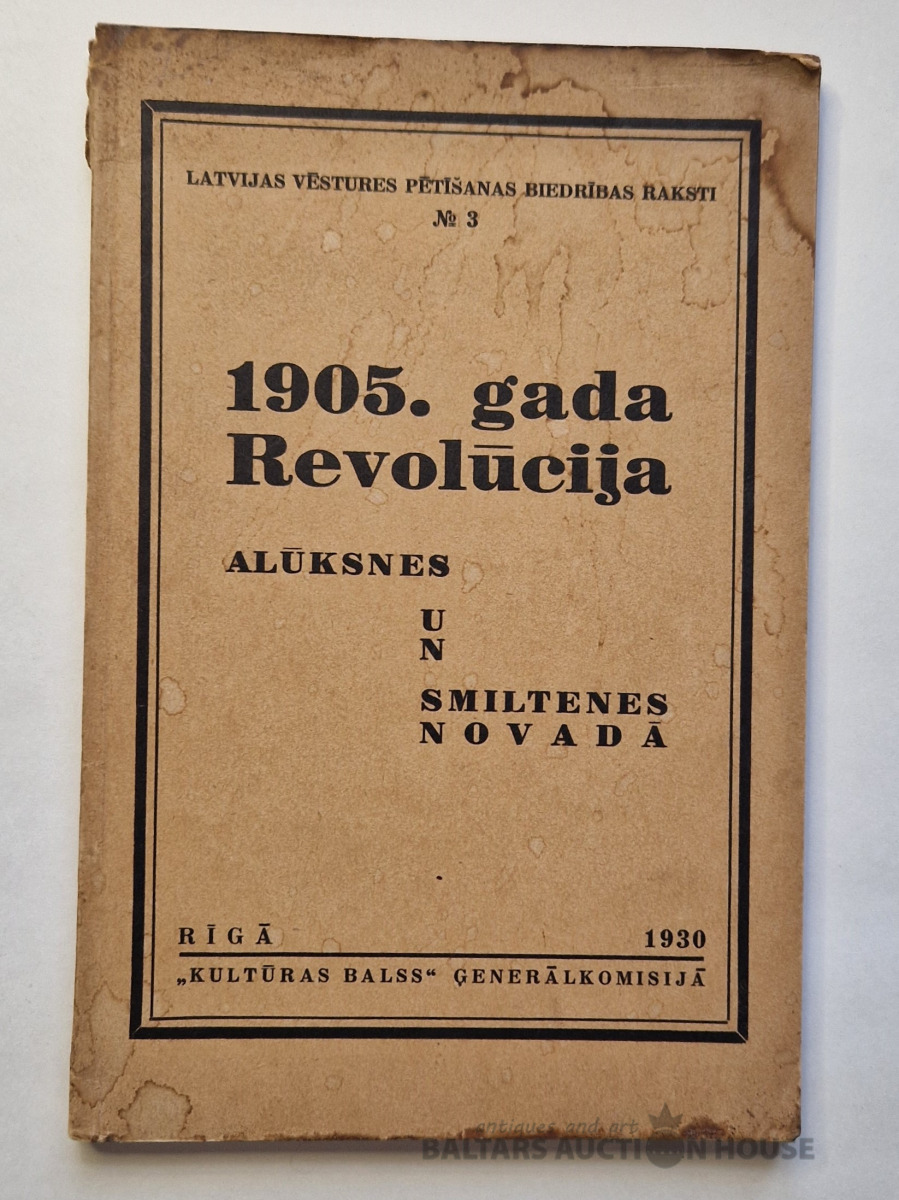 LATVIJAS VĒSTURES PĒTĪŠANAS BIEDRĪBAS RAKSTI
№ 3
1905. gada
Revolūcija
ALŪKSNES
U
N
SMILTENES
NOVADĀ
RĪGĀ 1930
„KULTŪRAS BALSS“ ĢENERĀLKOMISIJĀ
antiques and art
BALTARS AUCTION HOUSE